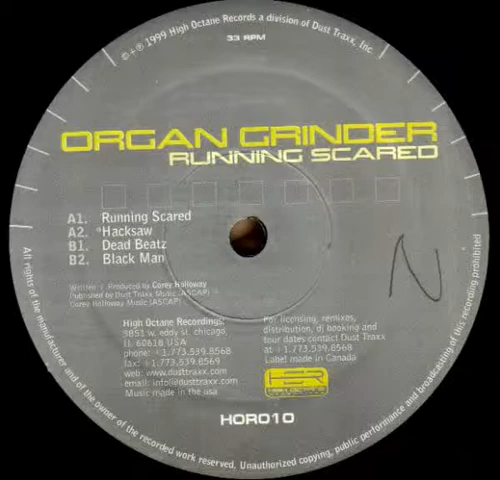 ©+℗ 1999 High Octane Records a division of Dust Traxx, Inc.
33 RPM
ORGAN GRINDER
RUNNING SCARED
A1. Running Scared
A2. *Hacksaw
B1. Dead Beatz
B2. Black Man
Written + Produced by Corey Holloway
Published by Dust Traxx Music (ASCAP)
Corey Holloway Music (ASCAP)
High Octane Recordings:
3851 w. eddy st. chicago,
IL 60618 USA
phone: +1.773.539.8568
fax: +1.773.539.8569
web: www.dusttraxx.com
email: info@dusttraxx.com
Music made in the usa
For licensing, remixes,
distribution, dj booking and
tour dates contact Dust Traxx
at +1.773.539.8568
Label made in Canada
HOR010
N
All rights of the manufacturer and of the owner of the recorded work reserved. Unauthorized copying, public performance and broadcasting of this recording prohibited